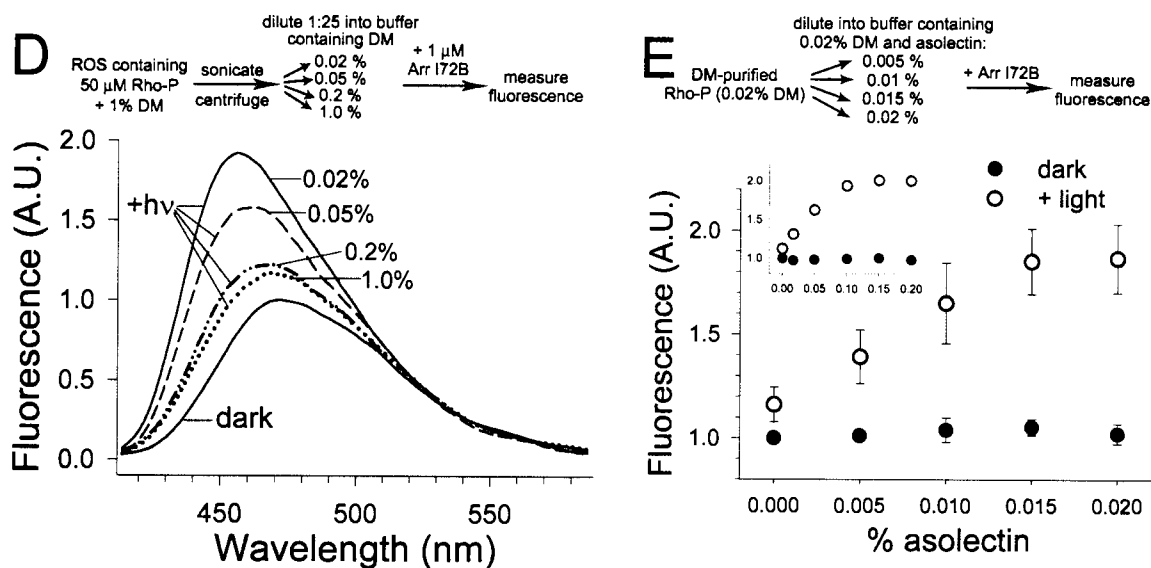 D
ROS containing
50 μM Rho-P
+ 1% DM
sonicate
centrifuge
dilute 1:25 into buffer
containing DM
0.02 %
0.05 %
0.2 %
1.0 %
+ 1 μM
Arr I72B
measure
fluorescence
Fluorescence (A.U.)
2.0
1.5
1.0
0.5
0.0
+hν
0.02%
0.05%
0.2%
1.0%
dark
450
500
550
Wavelength (nm)
E
DM-purified
Rho-P (0.02% DM)
dilute into buffer containing
0.02% DM and asolectin:
0.005 %
0.01 %
0.015 %
0.02 %
+ Arr I72B
measure
fluorescence
dark
+ light
Fluorescence (A.U.)
2.0
1.5
1.0
2.0
1.5
1.0
0.00
0.05
0.10
0.15
0.20
0.000
0.005
0.010
0.015
0.020
% asolectin